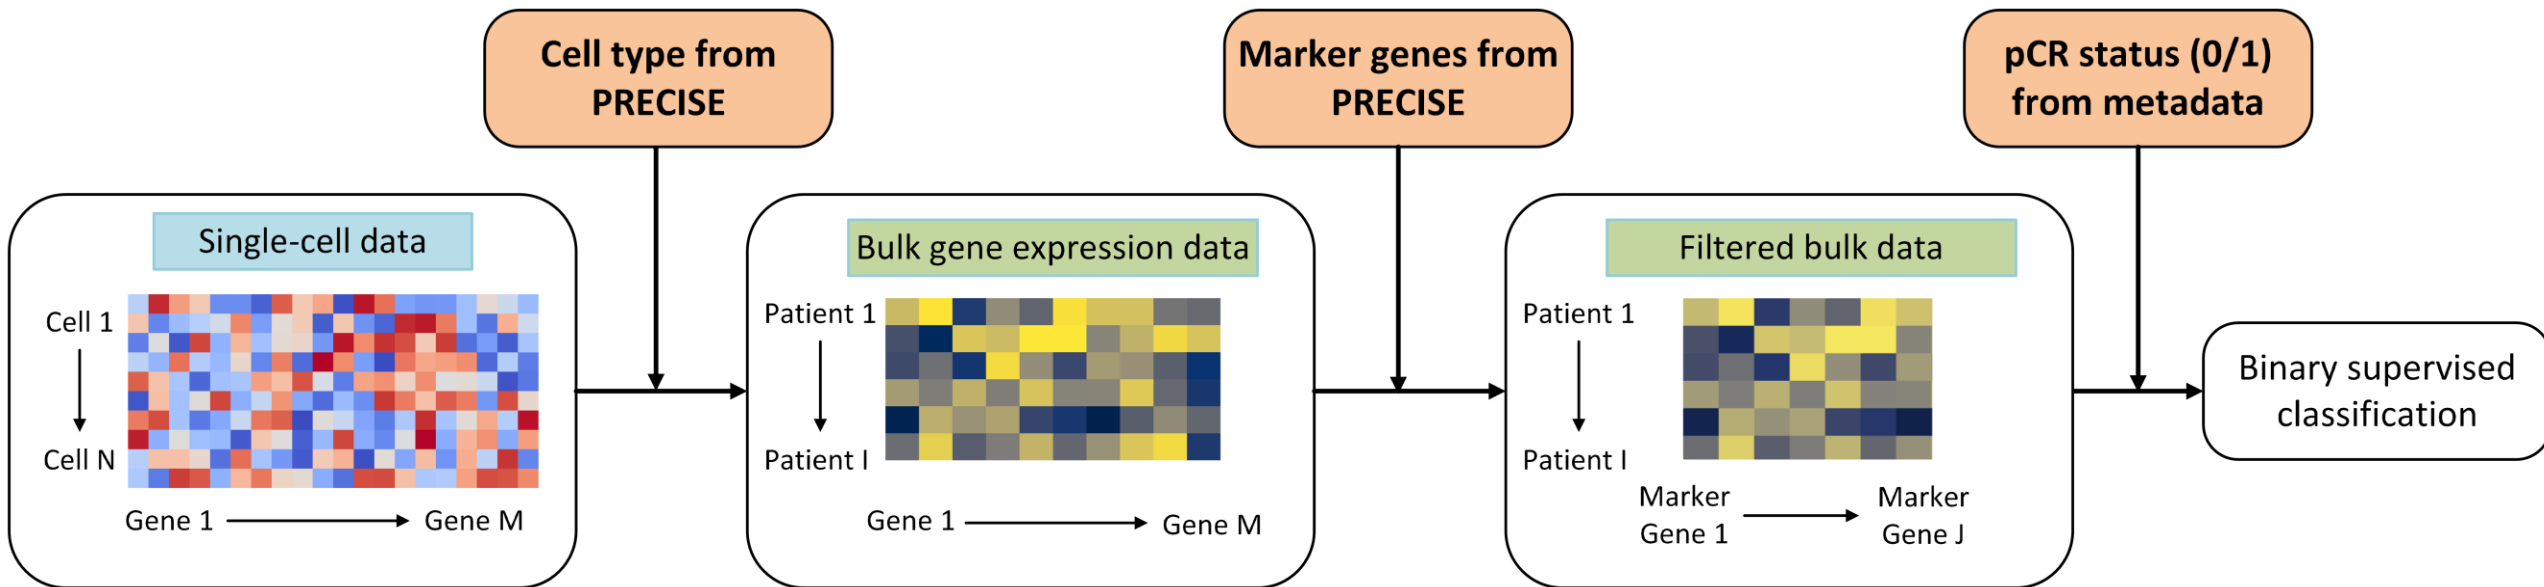 Cell type from
PRECISE
Marker genes from
PRECISE
pCR status (0/1)
from metadata
Single-cell data
Cell 1
Cell N
Gene 1
Gene M
Bulk gene expression data
Patient 1
Patient I
Gene 1
Gene M
Filtered bulk data
Patient 1
Patient I
Marker
Gene 1
Marker
Gene J
Binary supervised
classification